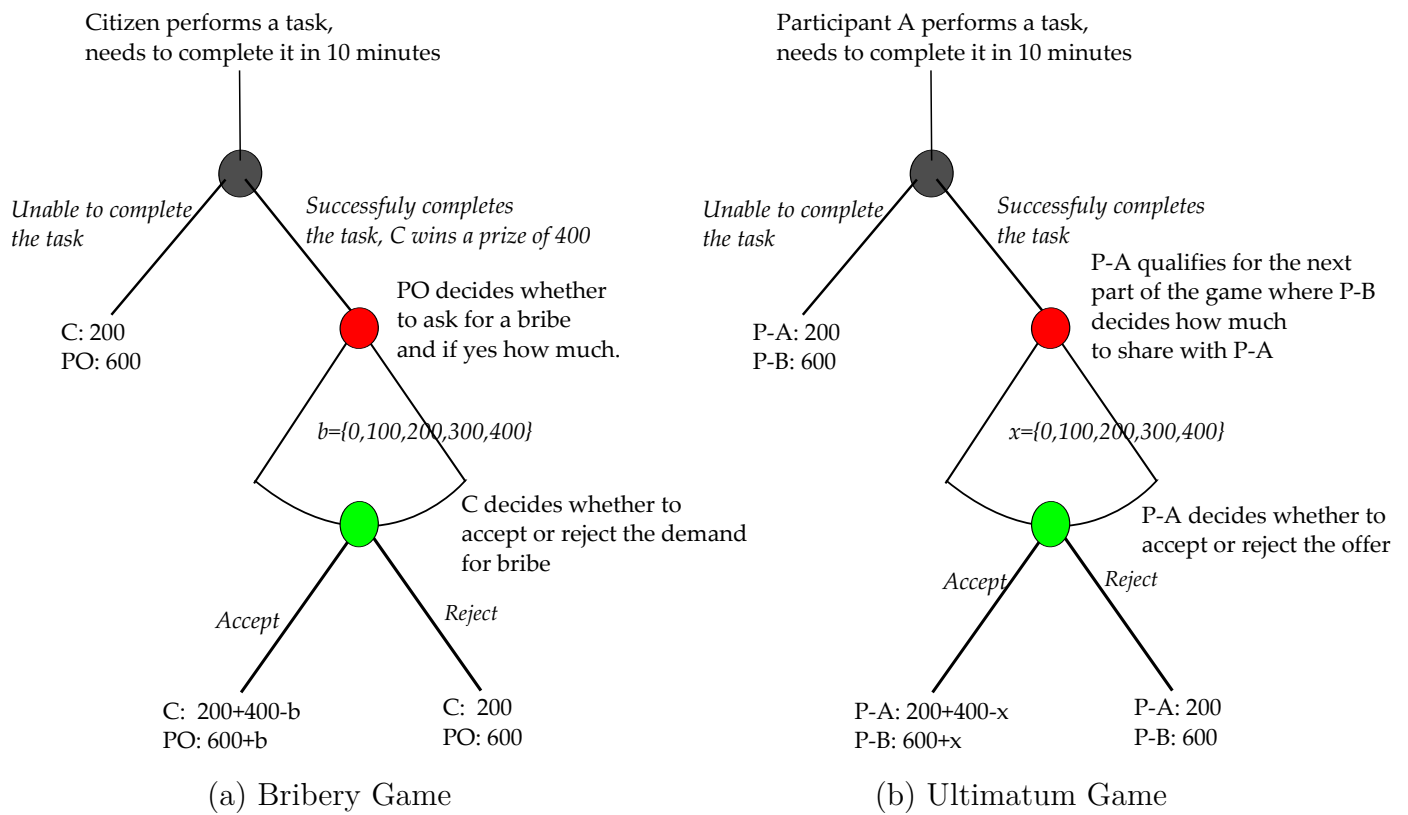 Citizen performs a task,
needs to complete it in 10 minutes
Unable to complete
the task
Successfuly completes
the task, C wins a prize of 400
C: 200
PO: 600
PO decides whether
to ask for a bribe
and if yes how much.
b={0,100,200,300,400}
C decides whether to
accept or reject the demand
for bribe
Accept
Reject
C: 200+400-b
PO: 600+b
C: 200
PO: 600
(a) Bribery Game
Participant A performs a task,
needs to complete it in 10 minutes
Unable to complete
the task
Successfuly completes
the task
P-A: 200
P-B: 600
P-A qualifies for the next
part of the game where P-B
decides how much
to share with P-A
x={0,100,200,300,400}
P-A decides whether to
accept or reject the offer
Accept
Reject
P-A: 200+400-x
P-B: 600+x
P-A: 200
P-B: 600
(b) Ultimatum Game